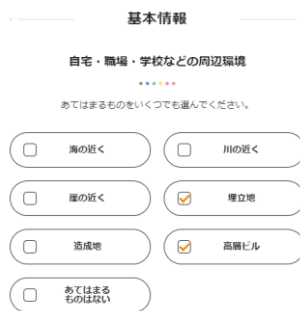 基本情報
自宅・職場・学校などの周辺環境
あてはまるものをいくつでも選んでください。
海の近く
川の近く
崖の近く
埋立地
造成地
高層ビル
あてはまる
ものはない